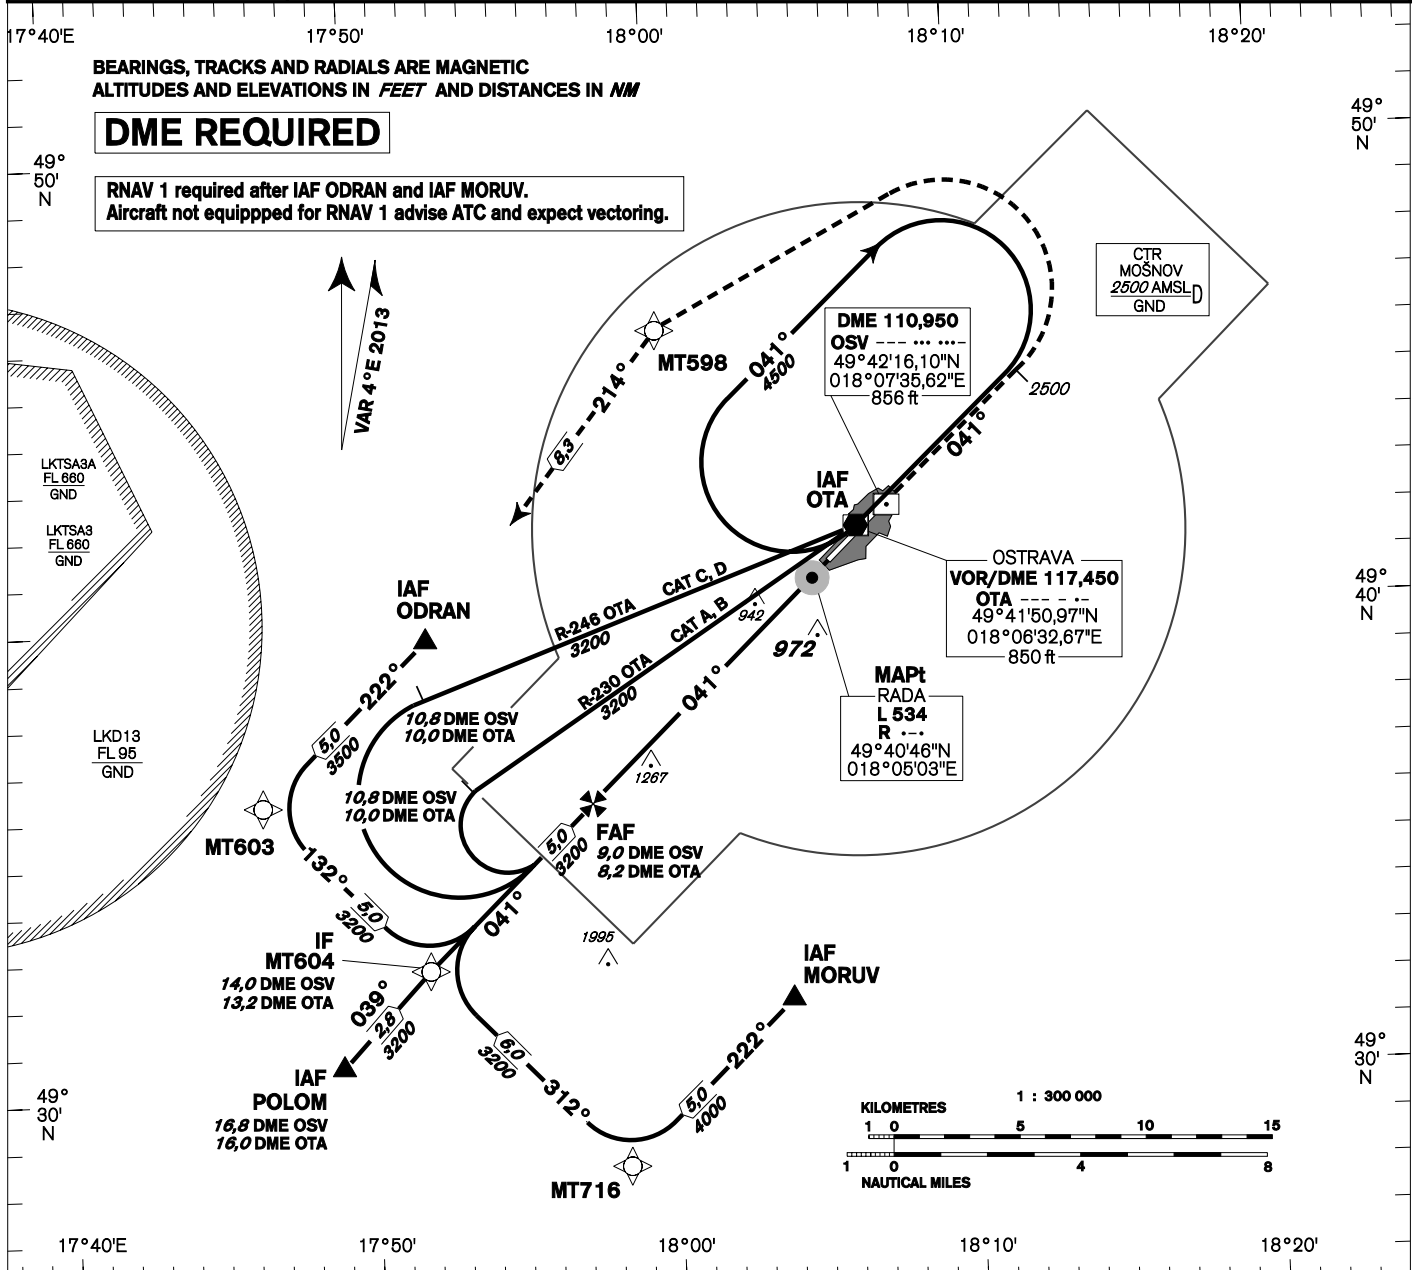 17°40'E
17°50'
18°00'
18°10'
18°20'
BEARINGS, TRACKS AND RADIALS ARE MAGNETIC
ALTITUDES AND ELEVATIONS IN FEET AND DISTANCES IN NM
DME REQUIRED
RNAV 1 required after IAF ODRAN and IAF MORUV.
Aircraft not equippped for RNAV 1 advise ATC and expect vectoring.
49°
50'
N
49°
50'
N
VAR 4°E 2013
CTR
MOŠNOV
2500 AMSL
GND
D
MT598
214°
8,3
041°
4500
DME 110,950
OSV --- ··· ···-
49°42'16,10"N
018°07'35,62"E
856 ft
2500
041°
IAF
OTA
LKTSA3A
FL 660
GND
LKTSA3
FL 660
GND
OSTRAVA
VOR/DME 117,450
OTA --- - ·-
49°41'50,97"N
018°06'32,67"E
850 ft
49°
40'
N
IAF
ODRAN
CAT C, D
R-246 OTA
3200
CAT A, B
R-230 OTA
3200
942
972
041°
MAPt
RADA
L 534
R ·-·
49°40'46"N
018°05'03"E
222°
5,0
3500
10,8 DME OSV
10,0 DME OTA
LKD13
FL 95
GND
1267
10,8 DME OSV
10,0 DME OTA
MT603
132°
5,0
3200
5,0
3200
FAF
9,0 DME OSV
8,2 DME OTA
041°
IF
MT604
14,0 DME OSV
13,2 DME OTA
1995
IAF
MORUV
039°
2,8
3200
6,0
3200
222°
5,0
4000
312°
IAF
POLOM
16,8 DME OSV
16,0 DME OTA
MT716
49°
30'
N
49°
30'
N
1 : 300 000
KILOMETRES
1 0 5 10 15
1 0 4 8
NAUTICAL MILES
17°40'E
17°50'
18°00'
18°10'
18°20'